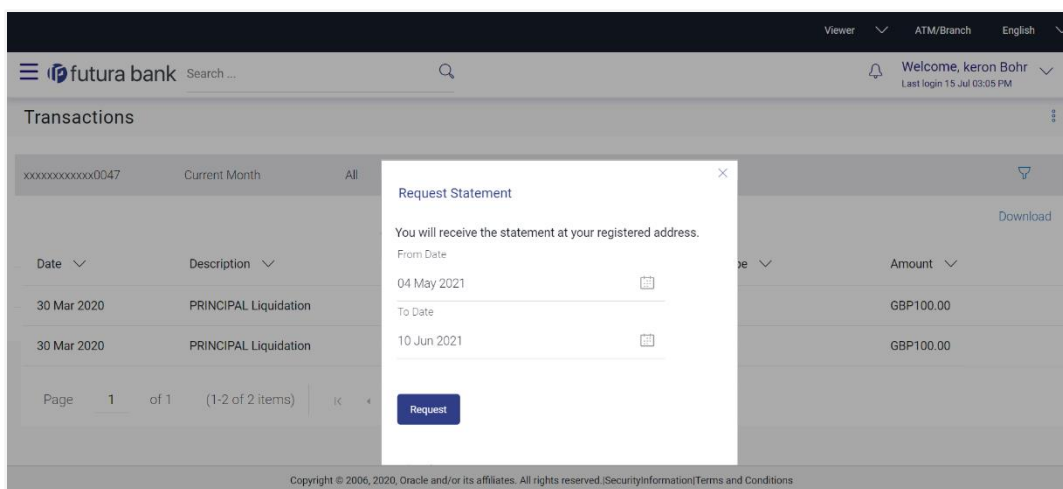 Viewer ATM/Branch English
futura bank Search ... Welcome, keron Bohr
Last login 15 Jul 03:05 PM
Transactions
xxxxxxxxxxxx0047 Current Month All
Request Statement
Download
You will receive the statement at your registered address.
From Date
Date Description pe Amount
04 May 2021
30 Mar 2020 PRINCIPAL Liquidation GBP100.00
To Date
10 Jun 2021
30 Mar 2020 PRINCIPAL Liquidation GBP100.00
Page 1 of 1 (1-2 of 2 items)
Request
Copyright © 2006, 2020, Oracle and/or its affiliates. All rights reserved.|SecurityInformation|Terms and Conditions